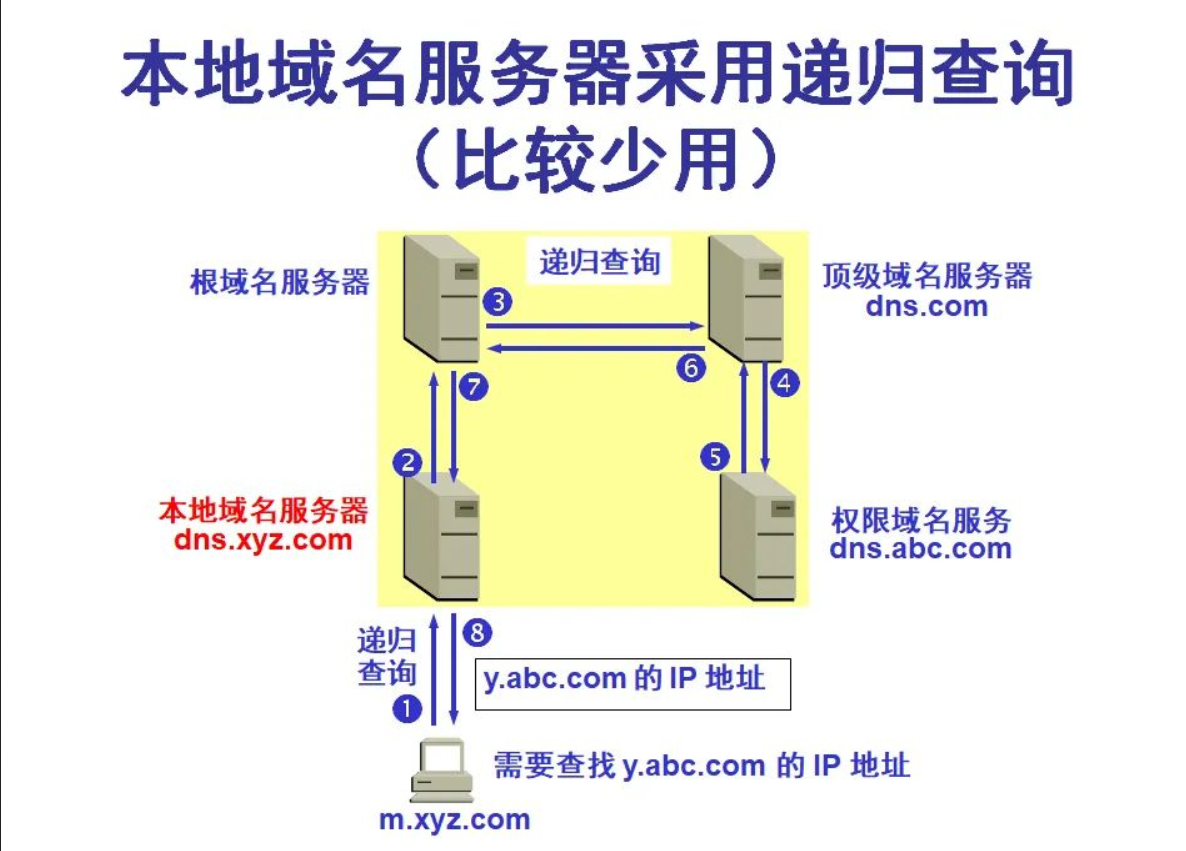 本地域名服务器采用递归查询
（比较少用）
递归查询
根域名服务器
顶级域名服务器
dns.com
3
6
7
4
2
5
本地域名服务器
dns.xyz.com
权限域名服务
dns.abc.com
递归
查询
8
1
y.abc.com 的 IP 地址
需要查找 y.abc.com 的 IP 地址
m.xyz.com